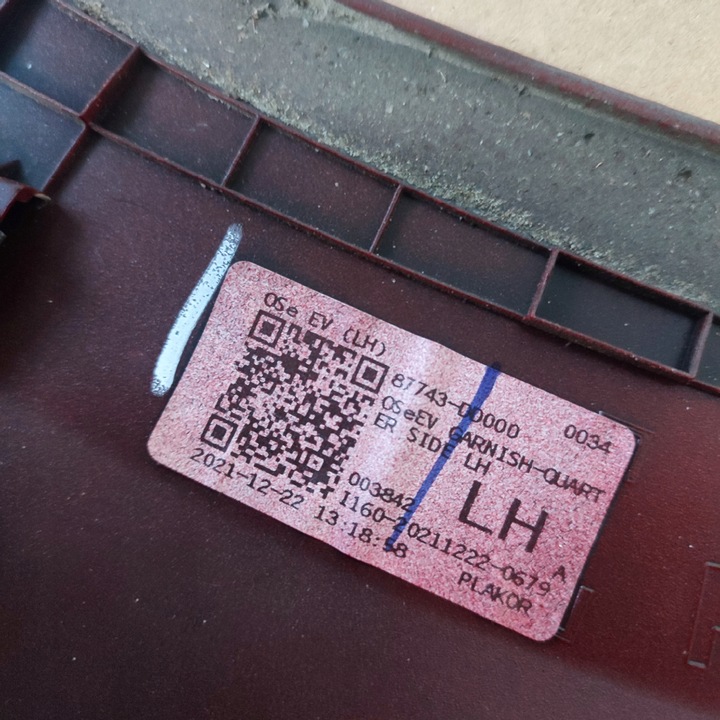 OSe EV (LH)
87743-DD000 0034
OSeEV GARNISH-QUART
ER SIDE LH
003842 LH
1160-20211222-0679 A
2021-12-22 13:18:58 PLAKOR